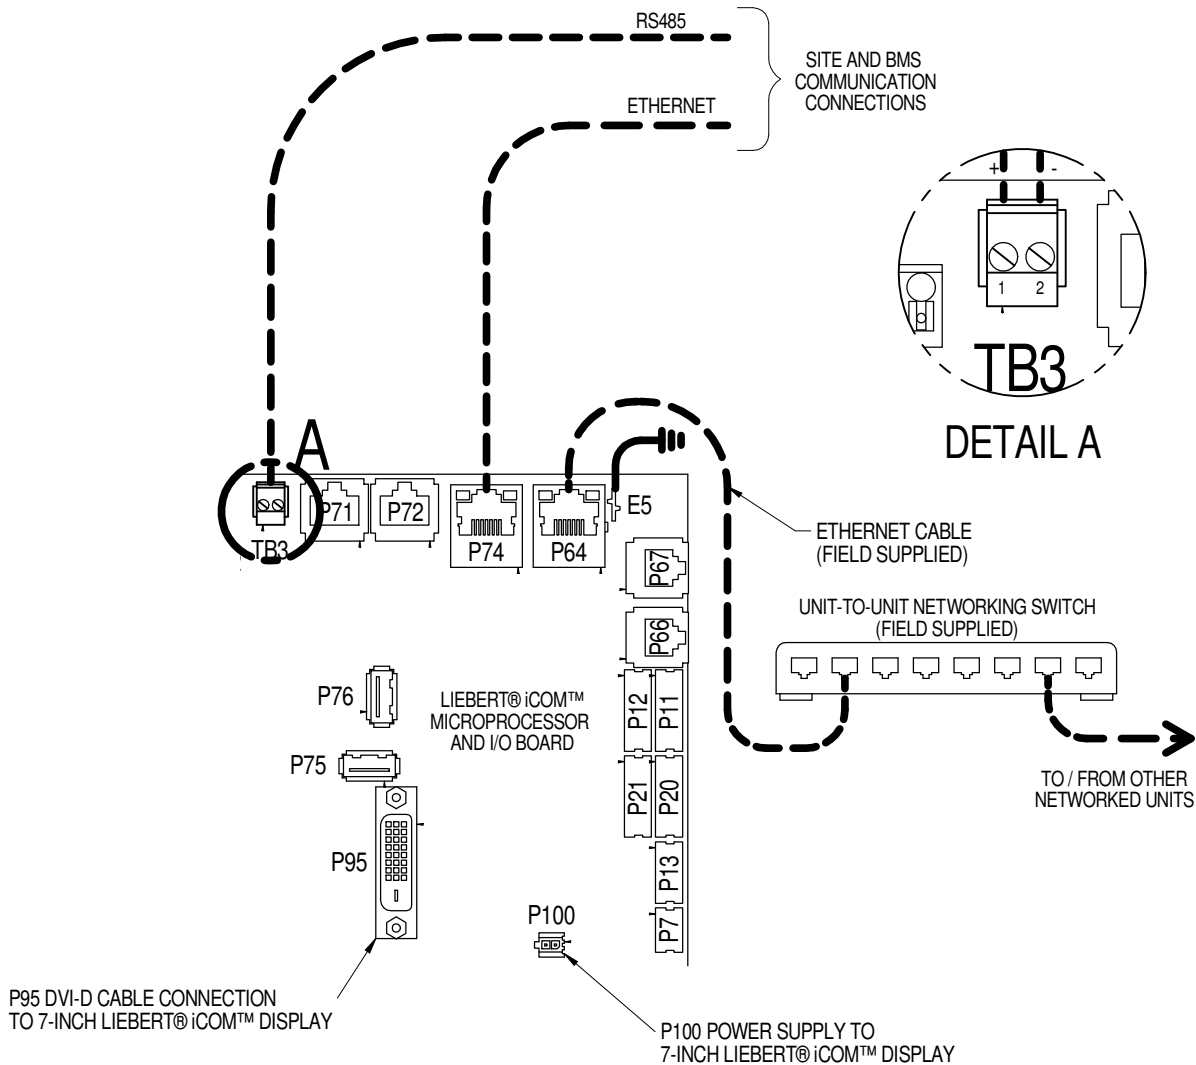 RS485
SITE AND BMS
COMMUNICATION
CONNECTIONS
ETHERNET
+ -
1 2
TB3
DETAIL A
A
P71
P72
TB3
P74
P64
E5
ETHERNET CABLE
(FIELD SUPPLIED)
P67
UNIT-TO-UNIT NETWORKING SWITCH
(FIELD SUPPLIED)
P66
P76
LIEBERT® iCOM™
MICROPROCESSOR
AND I/O BOARD
P12
P11
P75
TO / FROM OTHER
NETWORKED UNITS
P21
P20
P95
P13
P100
P7
P95 DVI-D CABLE CONNECTION
TO 7-INCH LIEBERT® iCOM™ DISPLAY
P100 POWER SUPPLY TO
7-INCH LIEBERT® iCOM™ DISPLAY